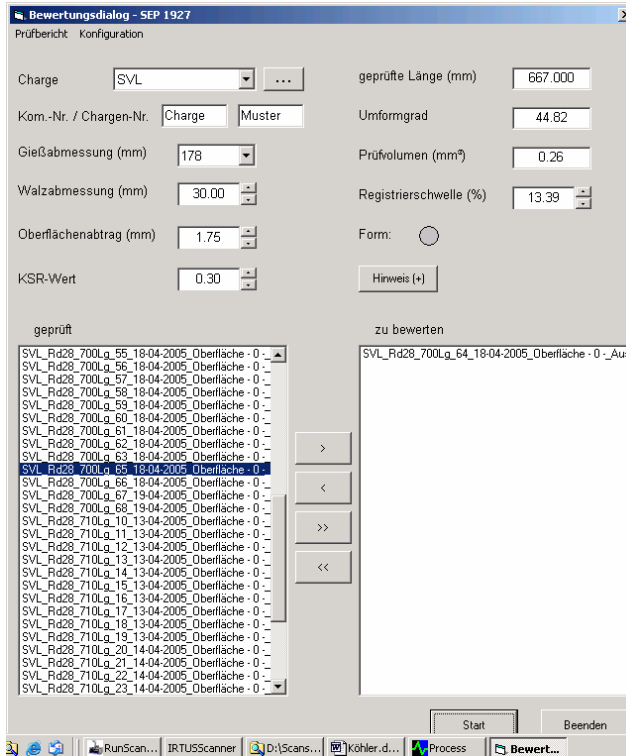 Bewertungsdialog - SEP 1927
Prüfbericht Konfiguration
Charge SVL ...
Kom.-Nr. / Chargen-Nr. Charge Muster
Gießabmessung (mm) 178
Walzabmessung (mm) 30.00
Oberflächenabtrag (mm) 1.75
KSR-Wert 0.30
geprüfte Länge (mm) 667.000
Umformgrad 44.82
Prüfvolumen (mm³) 0.26
Registrierschwelle (%) 13.39
Form:
Hinweis (+)
geprüft
SVL_Rd28_700Lg_55_18-04-2005_Oberfläche - 0 -_
SVL_Rd28_700Lg_56_18-04-2005_Oberfläche - 0 -_
SVL_Rd28_700Lg_57_18-04-2005_Oberfläche - 0 -_
SVL_Rd28_700Lg_58_18-04-2005_Oberfläche - 0 -_
SVL_Rd28_700Lg_59_18-04-2005_Oberfläche - 0 -_
SVL_Rd28_700Lg_60_18-04-2005_Oberfläche - 0 -_
SVL_Rd28_700Lg_61_18-04-2005_Oberfläche - 0 -_
SVL_Rd28_700Lg_62_18-04-2005_Oberfläche - 0 -_
SVL_Rd28_700Lg_63_18-04-2005_Oberfläche - 0 -_
SVL_Rd28_700Lg_65_18-04-2005_Oberfläche - 0 -_
SVL_Rd28_700Lg_66_18-04-2005_Oberfläche - 0 -_
SVL_Rd28_700Lg_67_19-04-2005_Oberfläche - 0 -_
SVL_Rd28_700Lg_68_19-04-2005_Oberfläche - 0 -_
SVL_Rd28_710Lg_10_13-04-2005_Oberfläche - 0 -_
SVL_Rd28_710Lg_11_13-04-2005_Oberfläche - 0 -_
SVL_Rd28_710Lg_12_13-04-2005_Oberfläche - 0 -_
SVL_Rd28_710Lg_13_13-04-2005_Oberfläche - 0 -_
SVL_Rd28_710Lg_14_13-04-2005_Oberfläche - 0 -_
SVL_Rd28_710Lg_15_13-04-2005_Oberfläche - 0 -_
SVL_Rd28_710Lg_16_13-04-2005_Oberfläche - 0 -_
SVL_Rd28_710Lg_17_13-04-2005_Oberfläche - 0 -_
SVL_Rd28_710Lg_18_13-04-2005_Oberfläche - 0 -_
SVL_Rd28_710Lg_19_13-04-2005_Oberfläche - 0 -_
SVL_Rd28_710Lg_20_14-04-2005_Oberfläche - 0 -_
SVL_Rd28_710Lg_21_14-04-2005_Oberfläche - 0 -_
SVL_Rd28_710Lg_22_14-04-2005_Oberfläche - 0 -_
SVL_Rd28_710Lg_23_14-04-2005_Oberfläche - 0 -_
>
<
>>
<<
zu bewerten
SVL_Rd28_700Lg_64_18-04-2005_Oberfläche - 0 -_Aus
Start Beenden
RunScan... IRTUSScanner D:\Scans... Köhler.d... Process Bewert...